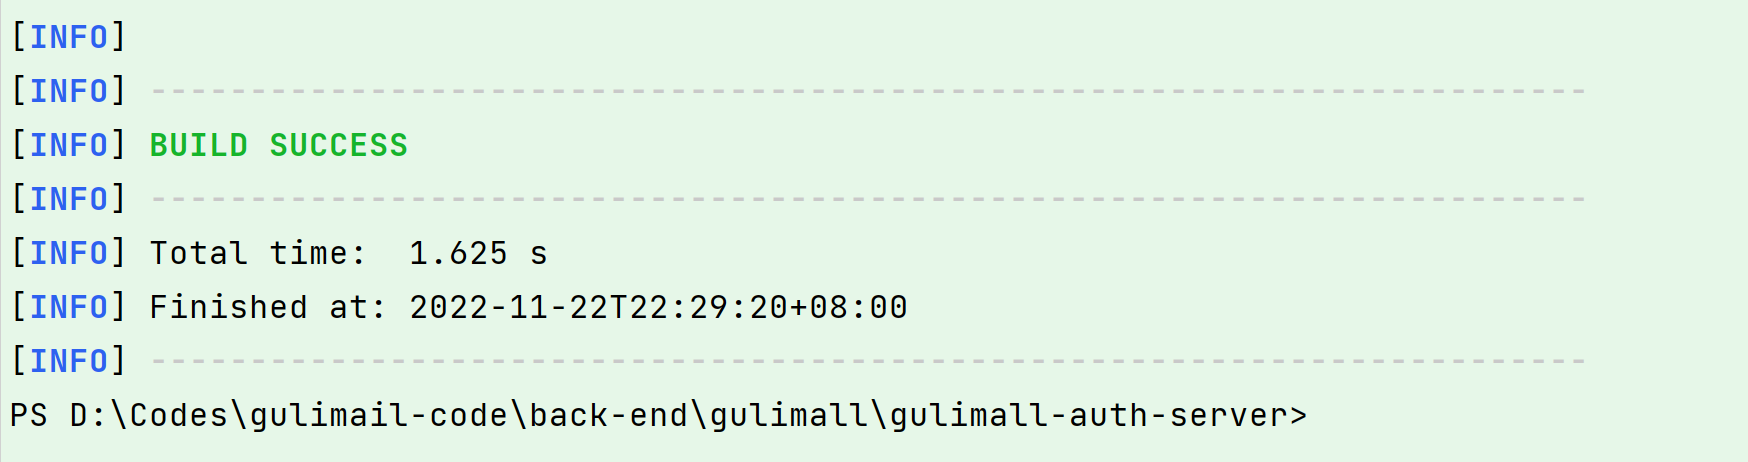 [INFO]
[INFO] ------------------------------------------------------------------------
[INFO] BUILD SUCCESS
[INFO] ------------------------------------------------------------------------
[INFO] Total time:  1.625 s
[INFO] Finished at: 2022-11-22T22:29:20+08:00
[INFO] ------------------------------------------------------------------------
PS D:\Codes\gulimail-code\back-end\gulimall\gulimall-auth-server>